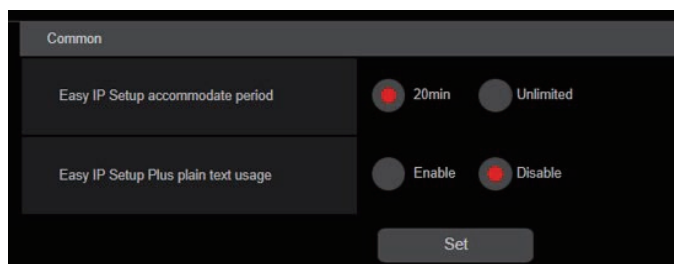 Common
Easy IP Setup accommodate period 20min Unlimited
Easy IP Setup Plus plain text usage Enable Disable
Set